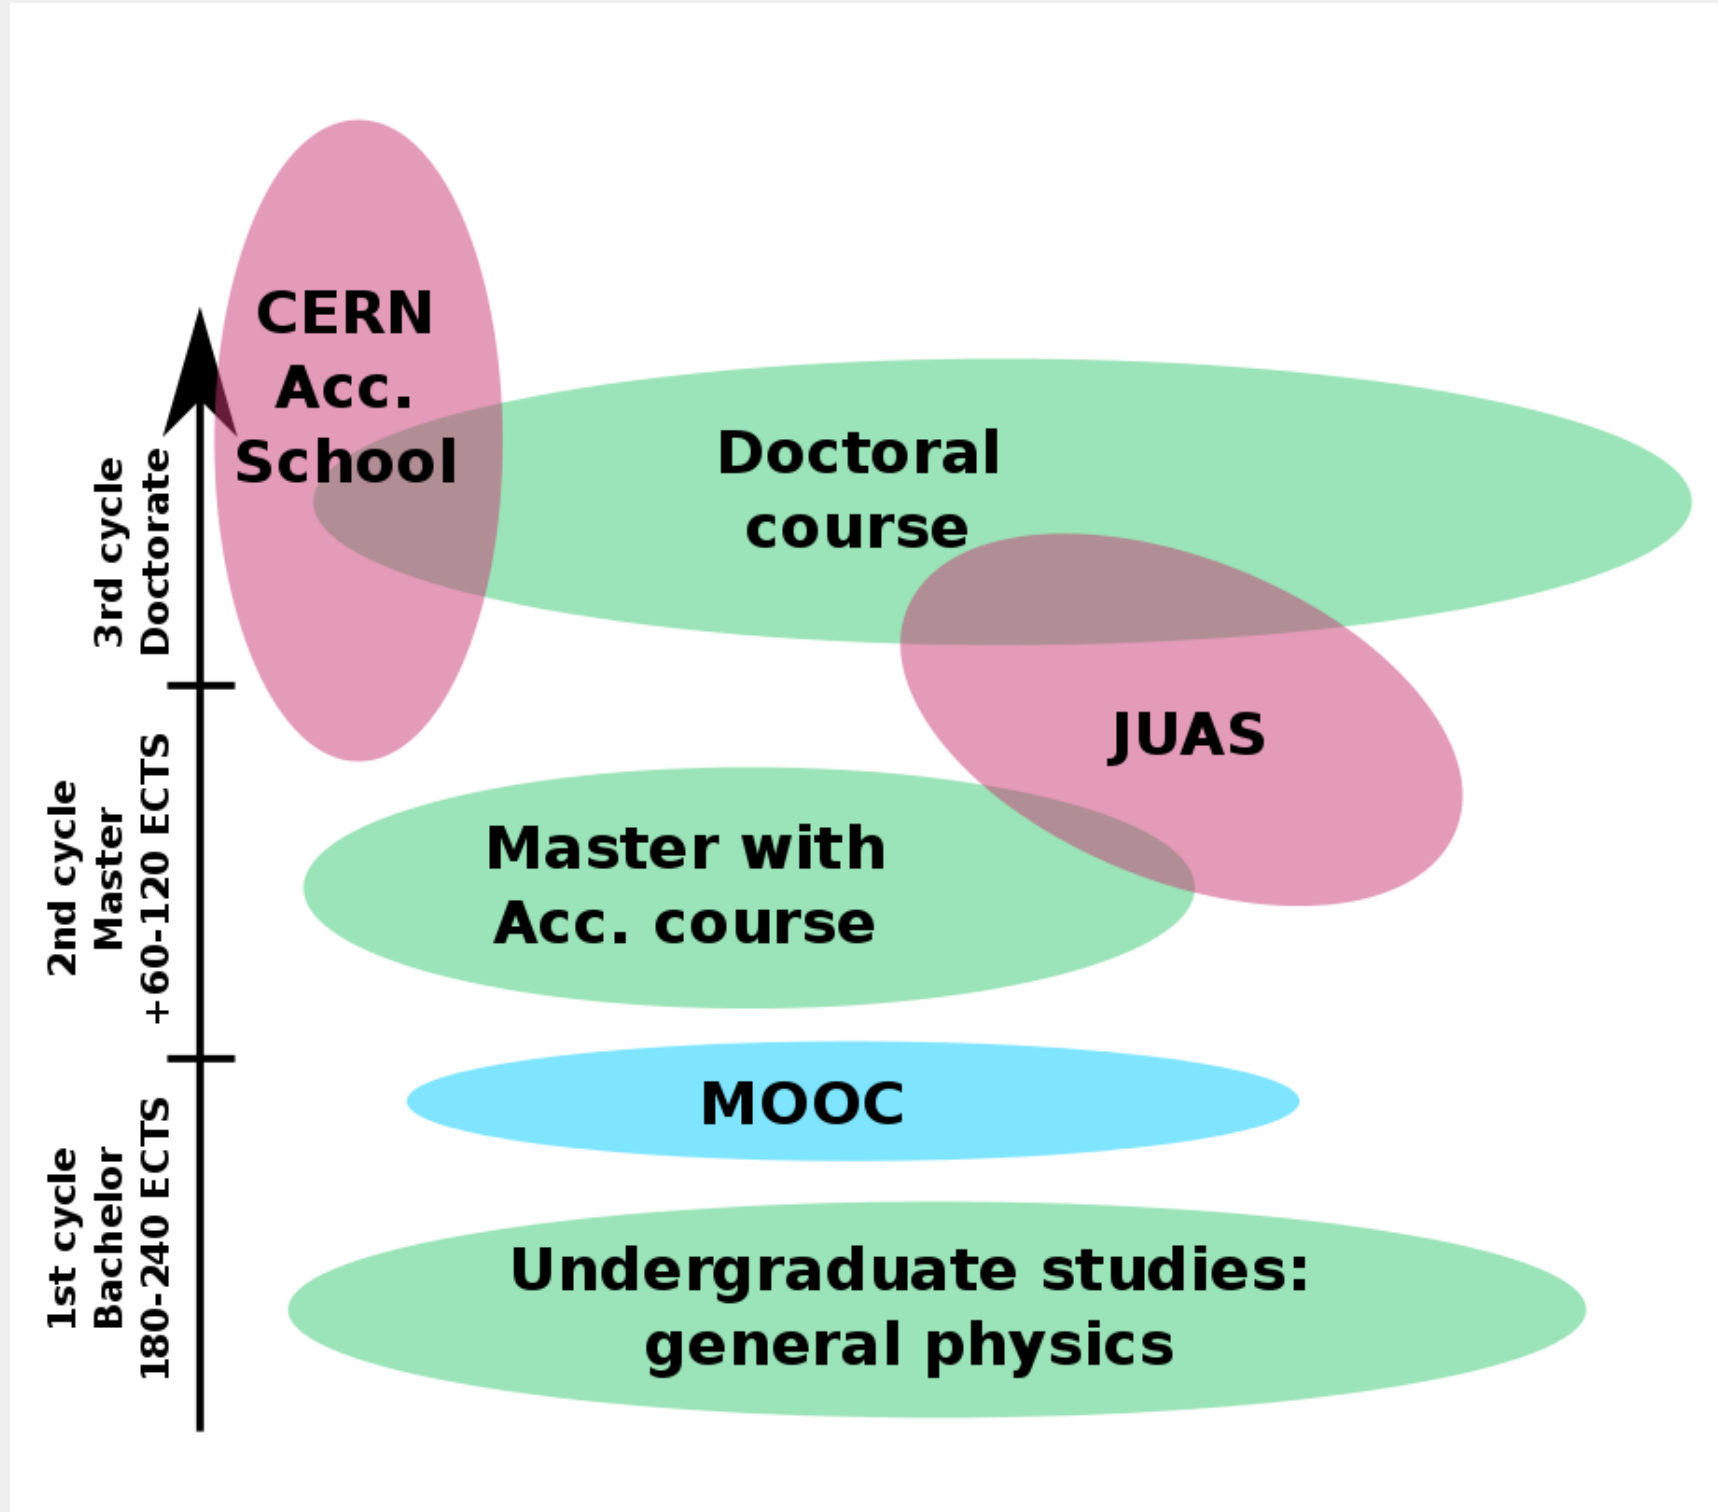 CERN
Acc.
School
Doctoral
course
JUAS
Master with
Acc. course
MOOC
Undergraduate studies:
general physics
3rd cycle
Doctorate
2nd cycle
Master
+60-120 ECTS
1st cycle
Bachelor
180-240 ECTS